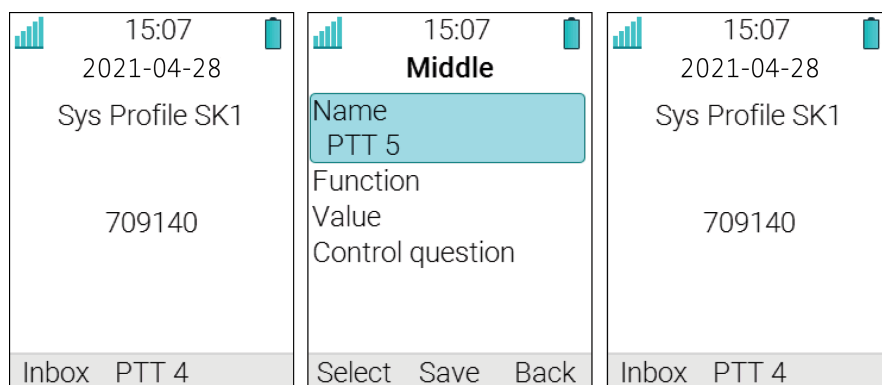 15:07
2021-04-28
Sys Profile SK1
709140
Inbox PTT 4
15:07
Middle
Name
PTT 5
Function
Value
Control question
Select Save Back
15:07
2021-04-28
Sys Profile SK1
709140
Inbox PTT 4